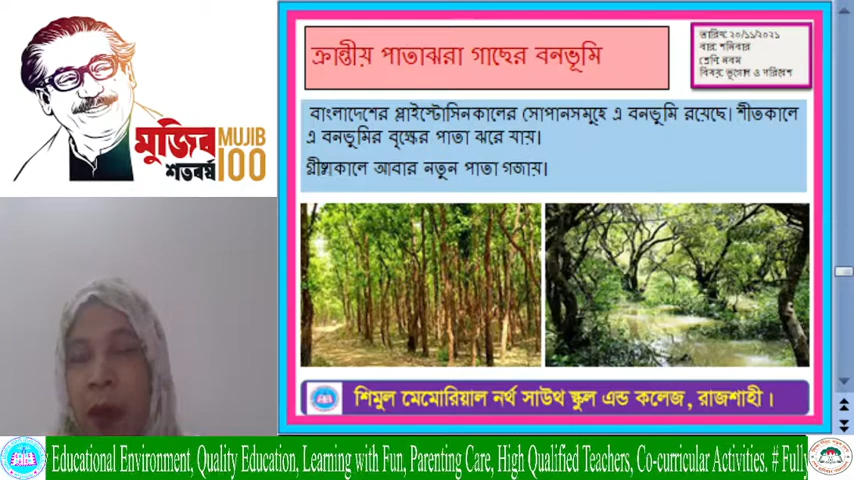 মুজিব
শতবর্ষ
MUJIB
100
ক্রান্তীয় পাতাঝরা গাছের বনভূমি
তারিখ: ২০/১১/২০২১
বার: শনিবার
শ্রেণি: নবম
বিষয়: ভূগোল ও পরিবেশ
বাংলাদেশের প্লাইস্টোসিনকালের সোপানসমূহে এ বনভূমি রয়েছে। শীতকালে
এ বনভূমির বৃক্ষের পাতা ঝরে যায়।
গ্রীষ্মকালে আবার নতুন পাতা গজায়।
শিমুল মেমোরিয়াল নর্থ সাউথ স্কুল এন্ড কলেজ, রাজশাহী।
Educational Environment, Quality Education, Learning with Fun, Parenting Care, High Qualified Teachers, Co-curricular Activities. # Fully